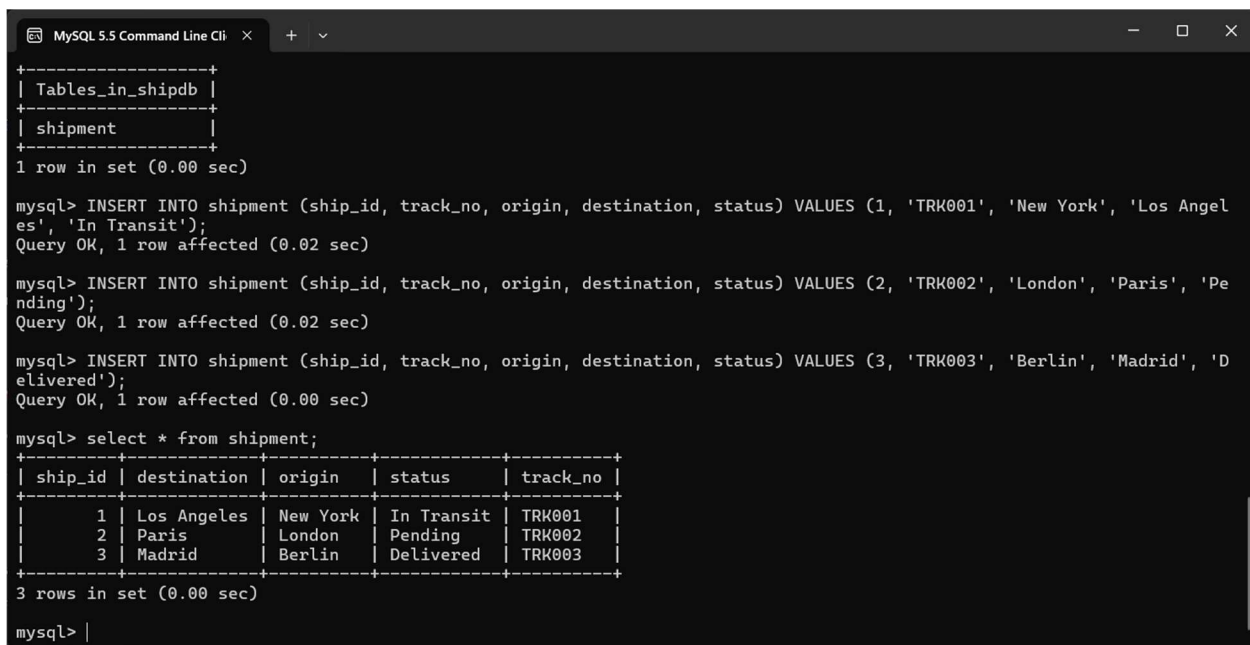 MySQL 5.5 Command Line Cli
+------------------+
| Tables_in_shipdb |
+------------------+
| shipment         |
+------------------+
1 row in set (0.00 sec)
mysql> INSERT INTO shipment (ship_id, track_no, origin, destination, status) VALUES (1, 'TRK001', 'New York', 'Los Angel
es', 'In Transit');
Query OK, 1 row affected (0.02 sec)
mysql> INSERT INTO shipment (ship_id, track_no, origin, destination, status) VALUES (2, 'TRK002', 'London', 'Paris', 'Pe
nding');
Query OK, 1 row affected (0.02 sec)
mysql> INSERT INTO shipment (ship_id, track_no, origin, destination, status) VALUES (3, 'TRK003', 'Berlin', 'Madrid', 'D
elivered');
Query OK, 1 row affected (0.00 sec)
mysql> select * from shipment;
+---------+-------------+----------+------------+----------+
| ship_id | destination | origin   | status     | track_no |
+---------+-------------+----------+------------+----------+
|       1 | Los Angeles | New York | In Transit | TRK001   |
|       2 | Paris       | London   | Pending    | TRK002   |
|       3 | Madrid      | Berlin   | Delivered  | TRK003   |
+---------+-------------+----------+------------+----------+
3 rows in set (0.00 sec)
mysql>